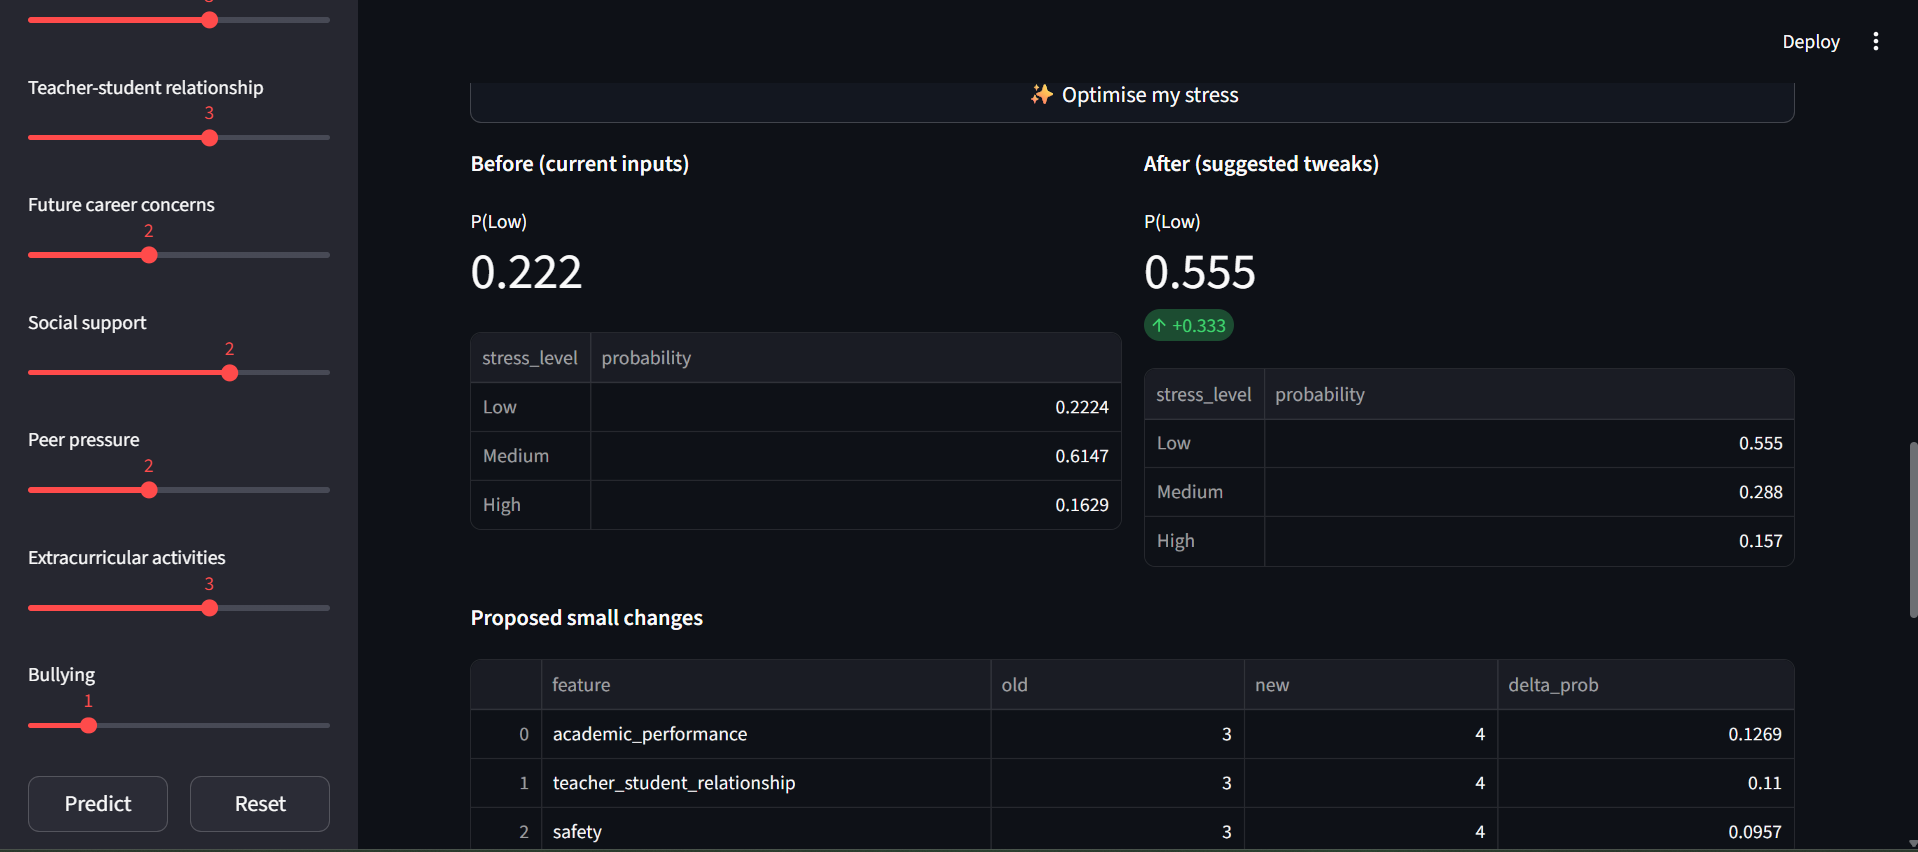 Teacher-student relationship
3
Future career concerns
2
Social support
2
Peer pressure
2
Extracurricular activities
3
Bullying
1
Predict Reset
Deploy
✨ Optimise my stress
Before (current inputs)
P(Low)
0.222
stress_level probability
Low 0.2224
Medium 0.6147
High 0.1629
After (suggested tweaks)
P(Low)
0.555
↑ +0.333
stress_level probability
Low 0.555
Medium 0.288
High 0.157
Proposed small changes
feature old new delta_prob
0 academic_performance 3 4 0.1269
1 teacher_student_relationship 3 4 0.11
2 safety 3 4 0.0957